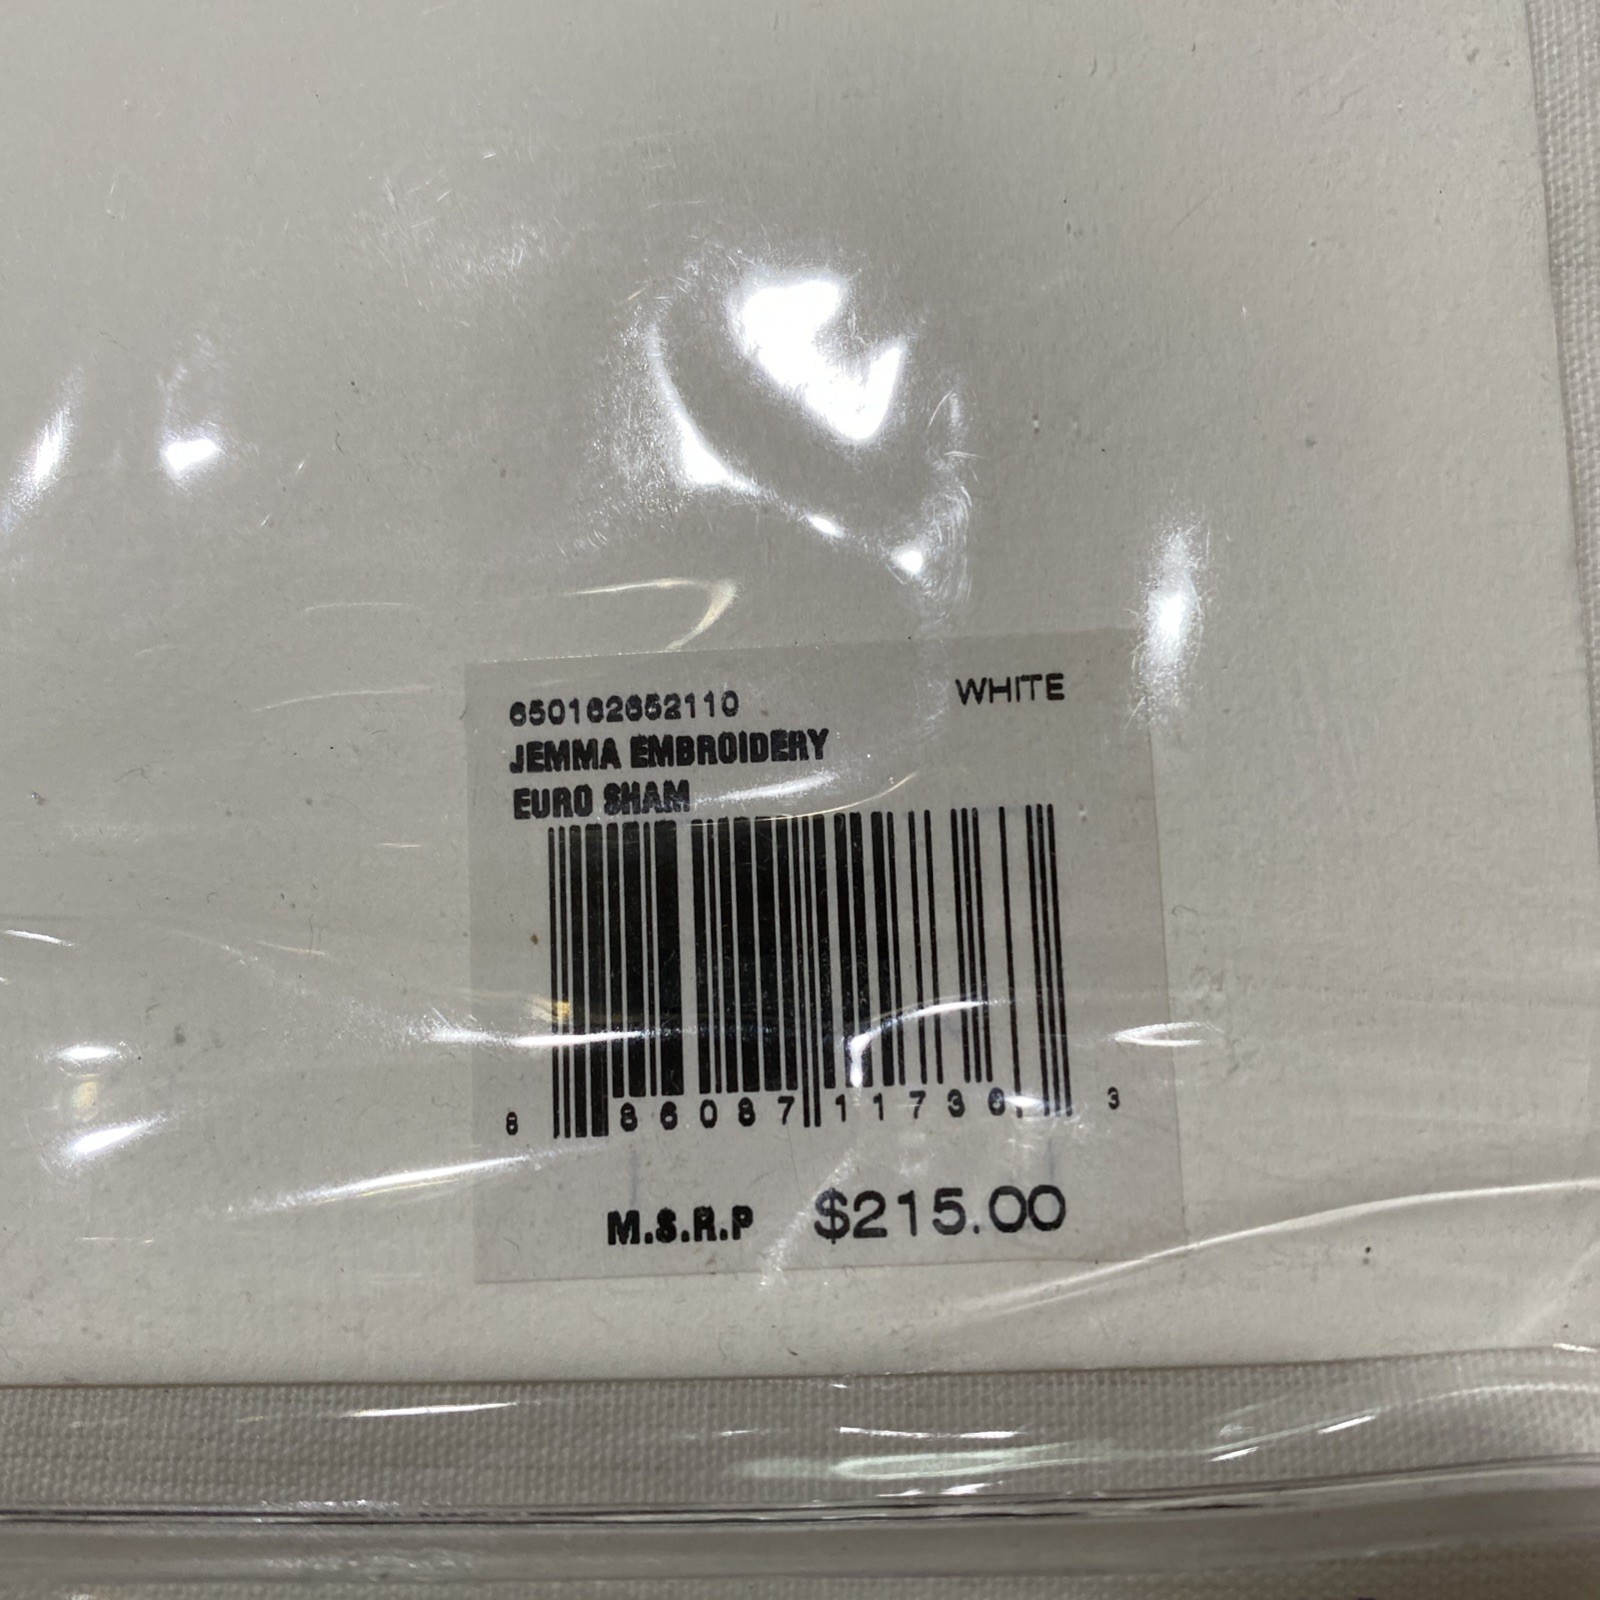 650162652110 WHITE
JEMMA EMBROIDERY
EURO SHAM
8 86087 11736 3
M.S.R.P $215.00